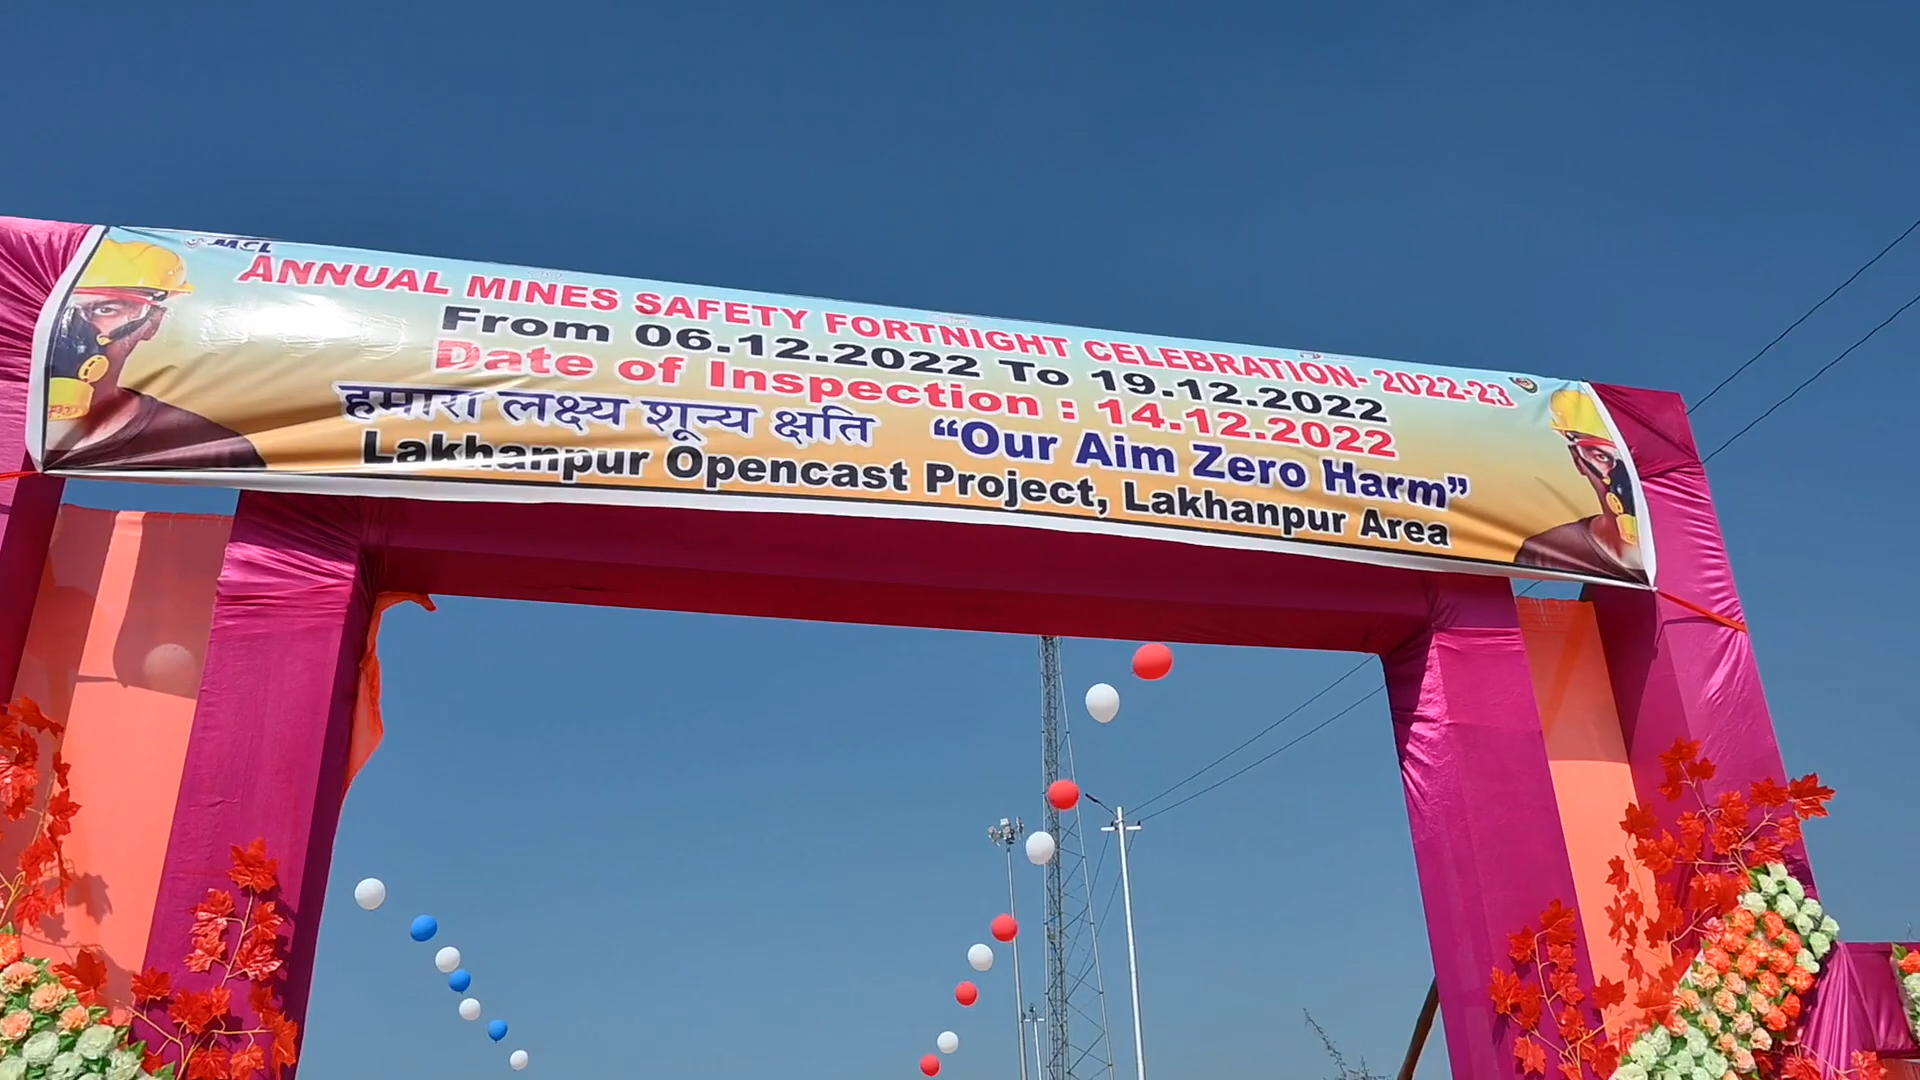 MCL
ANNUAL MINES SAFETY FORTNIGHT CELEBRATION- 2022-23
From 06.12.2022 To 19.12.2022
Date of Inspection : 14.12.2022
हमारा लक्ष्य शून्य क्षति “Our Aim Zero Harm”
Lakhanpur Opencast Project, Lakhanpur Area